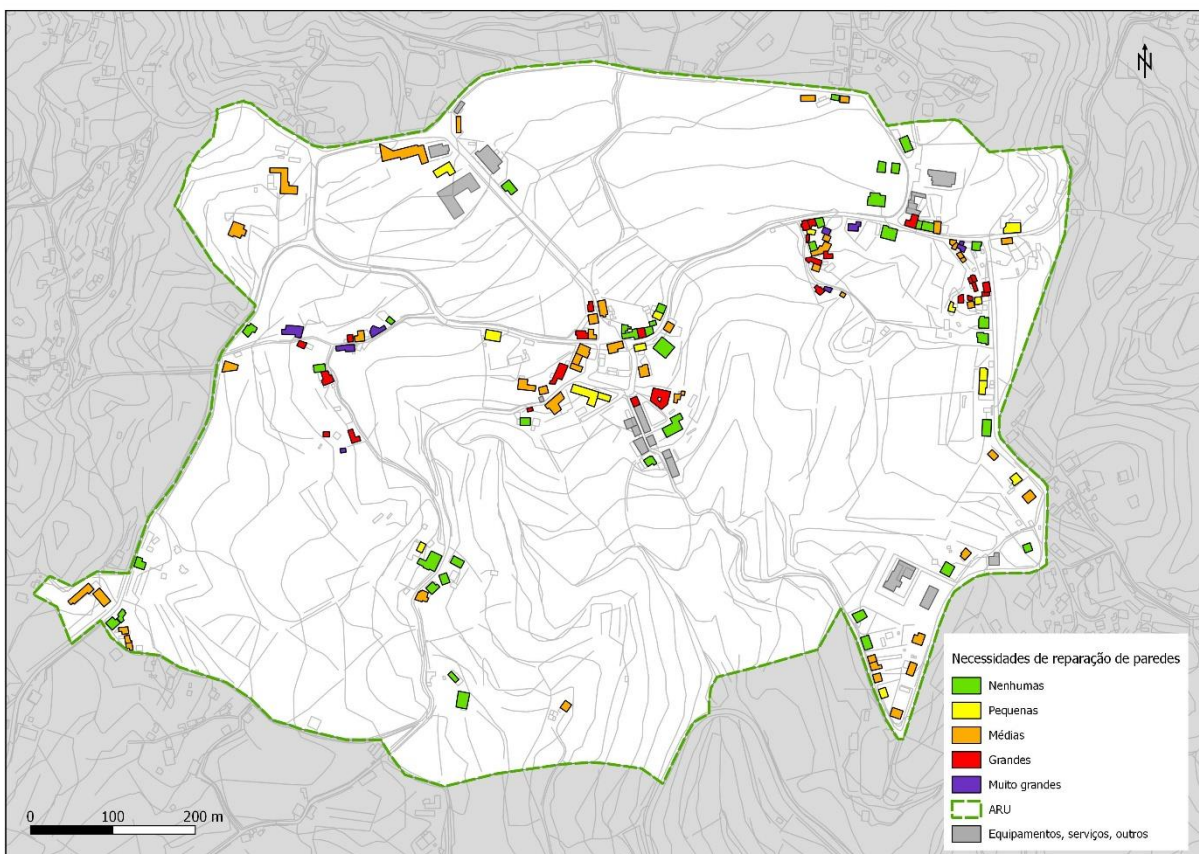 N
Necessidades de reparação de paredes
Nenhumas
Pequenas
Médias
Grandes
Muito grandes
ARU
Equipamentos, serviços, outros
0 100 200 m